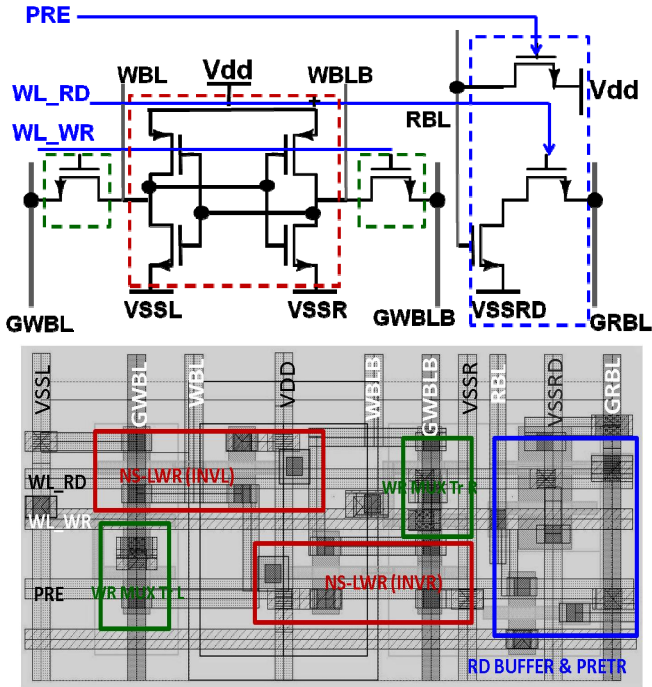 PRE
WBL
Vdd
WBLB
WL_RD
Vdd
+
RBL
WL_WR
VSSL
VSSR
VSSRD
GWBL
GWBLB
GRBL
VSSL
GWBL
WBL
VDD
WBLB
GWBLB
VSSR
RBL
VSSRD
GRBL
NS-LWR (INVL)
WL_RD
WR MUX Tr R
WL_WR
NS-LWR (INVR)
PRE
WR MUX Tr L
RD BUFFER & PRETR